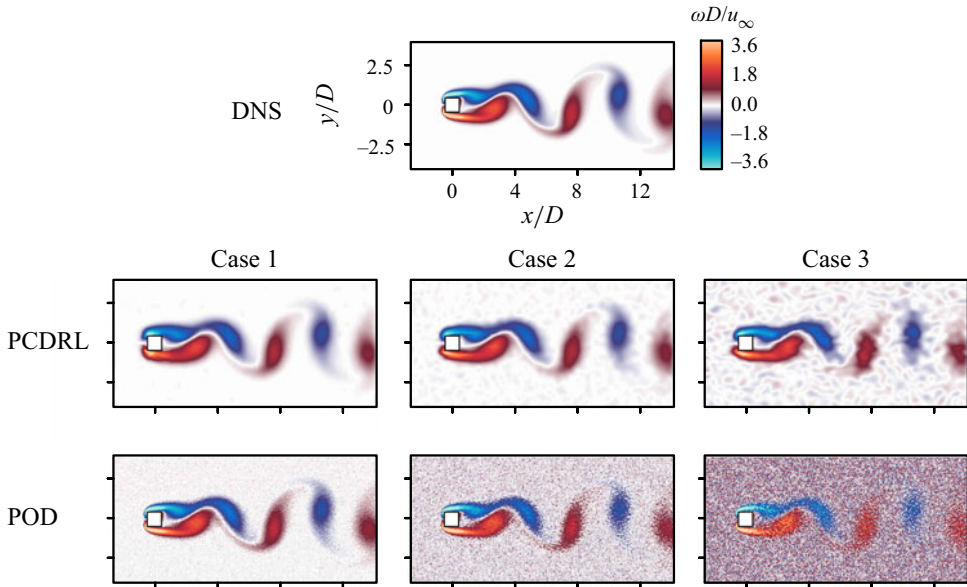 ωD/u∞
3.6
1.8
0.0
−1.8
−3.6
DNS
y/D
2.5
0
−2.5
0 4 8 12
x/D
Case 1 Case 2 Case 3
PCDRL
POD